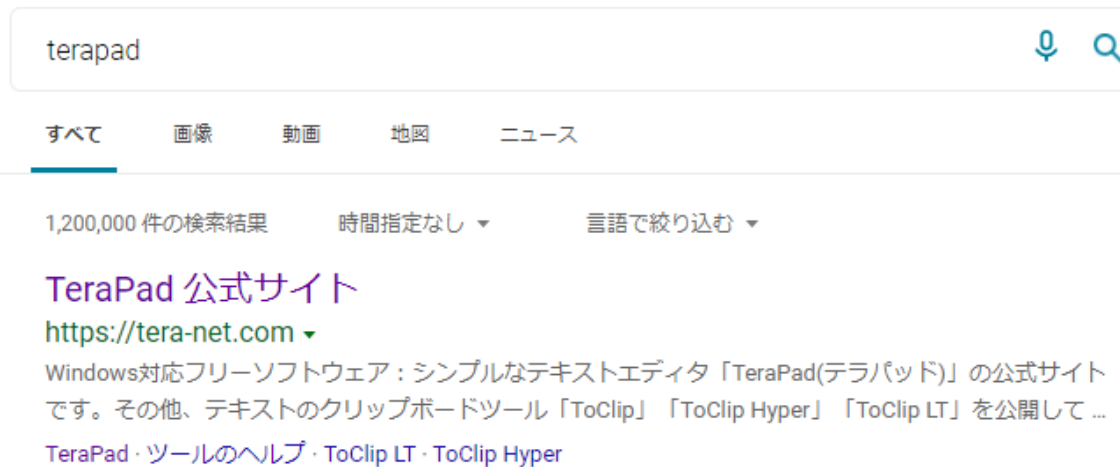 terapad
すべて 画像 動画 地図 ニュース
1,200,000 件の検索結果 時間指定なし 言語で絞り込む
TeraPad 公式サイト
https://tera-net.com
Windows対応フリーソフトウェア：シンプルなテキストエディタ「TeraPad(テラパッド)」の公式サイト
です。その他、テキストのクリップボードツール「ToClip」「ToClip Hyper」「ToClip LT」を公開して ...
TeraPad · ツールのヘルプ · ToClip LT · ToClip Hyper